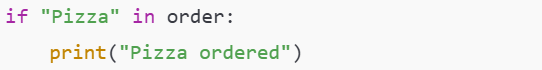 if "Pizza" in order:
    print("Pizza ordered")